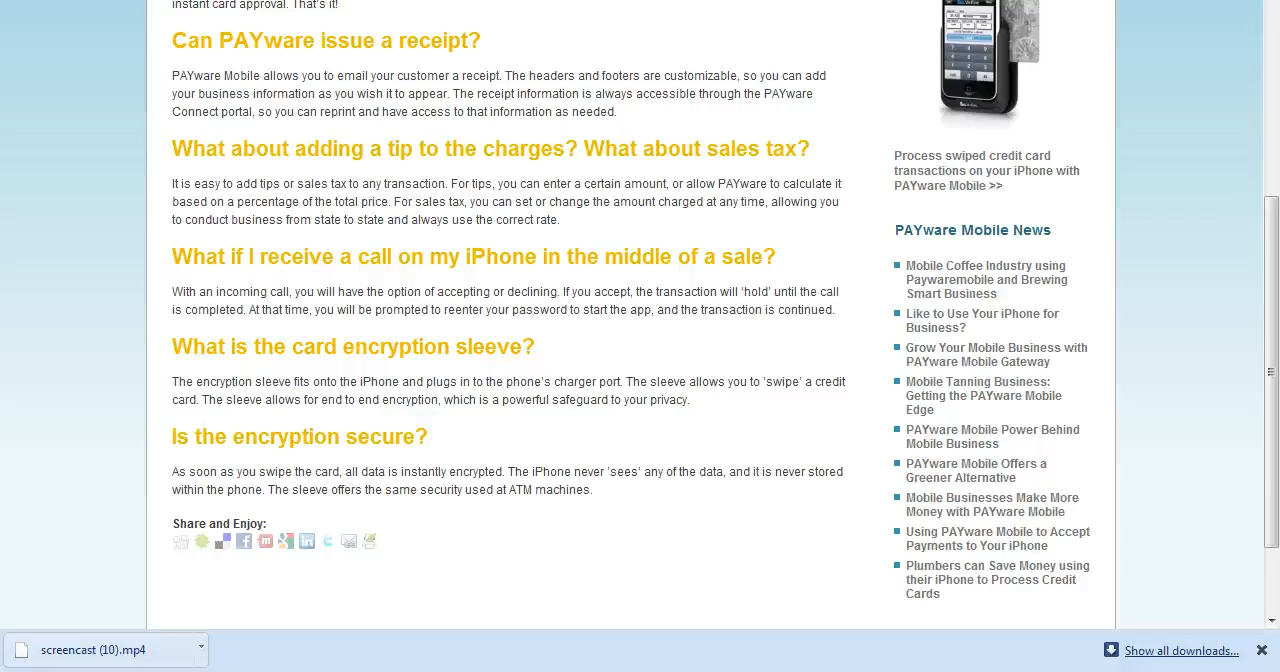 instant card approval. That's it!
Can PAYware issue a receipt?
PAYware Mobile allows you to email your customer a receipt. The headers and footers are customizable, so you can add
your business information as you wish it to appear. The receipt information is always accessible through the PAYware
Connect portal, so you can reprint and have access to that information as needed.
What about adding a tip to the charges? What about sales tax?
It is easy to add tips or sales tax to any transaction. For tips, you can enter a certain amount, or allow PAYware to calculate it
based on a percentage of the total price. For sales tax, you can set or change the amount charged at any time, allowing you
to conduct business from state to state and always use the correct rate.
What if I receive a call on my iPhone in the middle of a sale?
With an incoming call, you will have the option of accepting or declining. If you accept, the transaction will 'hold' until the call
is completed. At that time, you will be prompted to reenter your password to start the app, and the transaction is continued.
What is the card encryption sleeve?
The encryption sleeve fits onto the iPhone and plugs in to the phone's charger port. The sleeve allows you to 'swipe' a credit
card. The sleeve allows for end to end encryption, which is a powerful safeguard to your privacy.
Is the encryption secure?
As soon as you swipe the card, all data is instantly encrypted. The iPhone never 'sees' any of the data, and it is never stored
within the phone. The sleeve offers the same security used at ATM machines.
Share and Enjoy:
Process swiped credit card
transactions on your iPhone with
PAYware Mobile >>
PAYware Mobile News
Mobile Coffee Industry using
Paywaremobile and Brewing
Smart Business
Like to Use Your iPhone for
Business?
Grow Your Mobile Business with
PAYware Mobile Gateway
Mobile Tanning Business:
Getting the PAYware Mobile
Edge
PAYware Mobile Power Behind
Mobile Business
PAYware Mobile Offers a
Greener Alternative
Mobile Businesses Make More
Money with PAYware Mobile
Using PAYware Mobile to Accept
Payments to Your iPhone
Plumbers can Save Money using
their iPhone to Process Credit
Cards
screencast (10).mp4
Show all downloads...